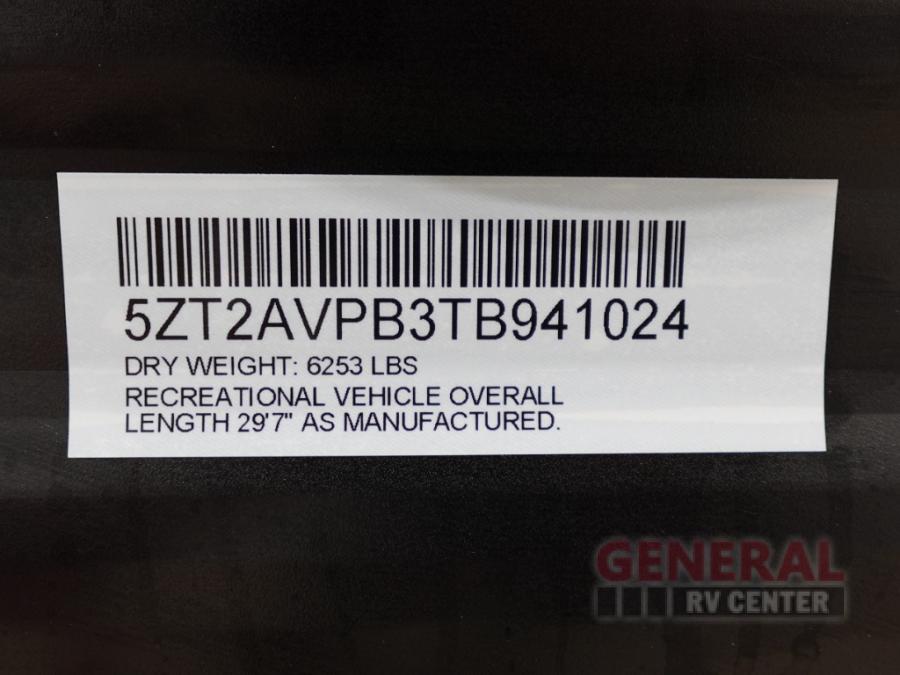 5ZT2AVPB3TB941024
DRY WEIGHT: 6253 LBS
RECREATIONAL VEHICLE OVERALL
LENGTH 29'7" AS MANUFACTURED.
GENERAL
RV CENTER